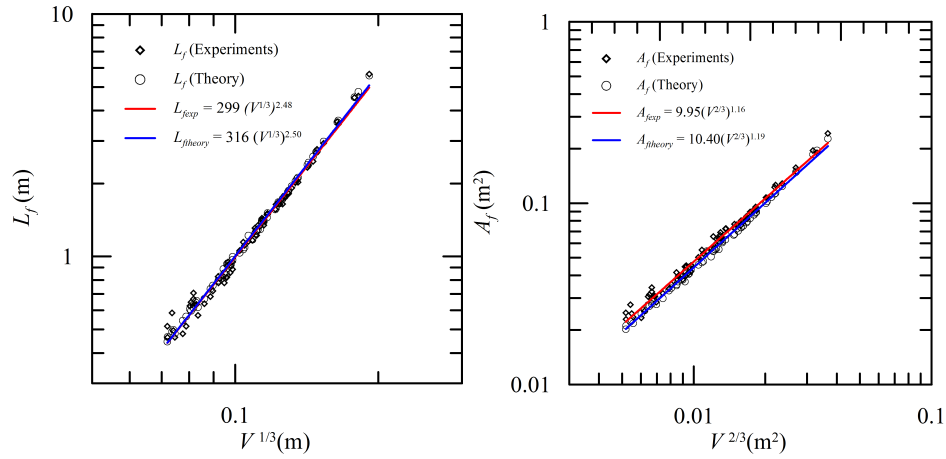 10
L_f (Experiments)
L_f (Theory)
L_fexp = 299 (V^1/3)^2.48
L_ftheory = 316 (V^1/3)^2.50
L_f (m)
1
0.1
V^1/3(m)
1
A_f (Experiments)
A_f (Theory)
A_fexp = 9.95(V^2/3)^1.16
A_ftheory = 10.40(V^2/3)^1.19
A_f (m^2)
0.1
0.01
0.01
0.1
V^2/3(m^2)